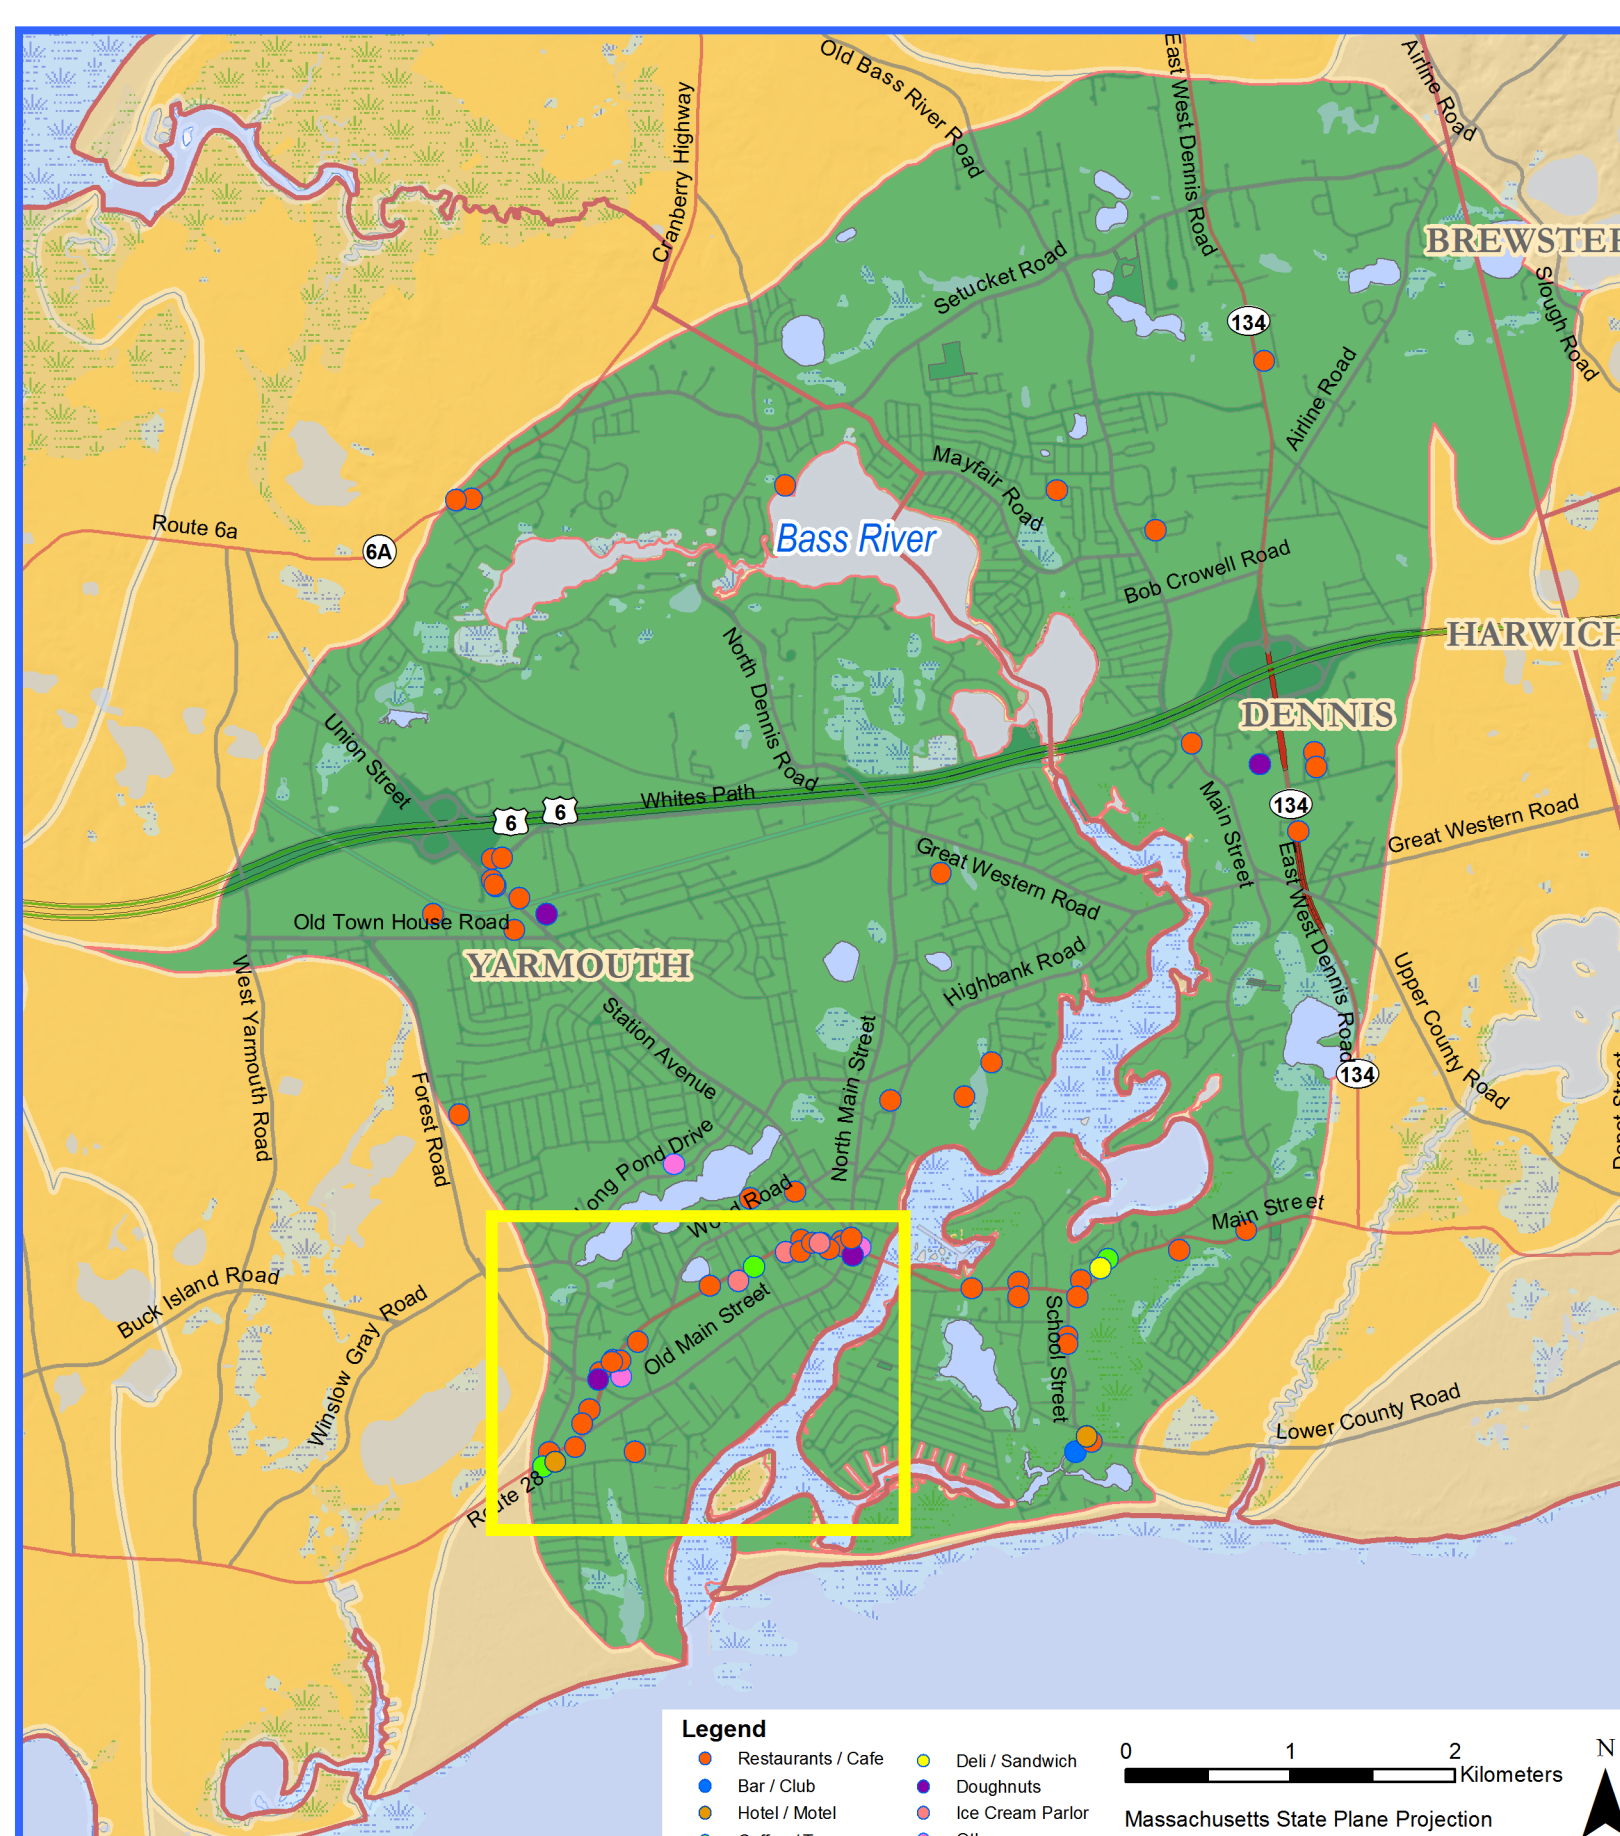 Old Bass River Road
East West Dennis Road
Airline Road
Cranberry Highway
BREWSTER
Setucket Road
Slough Road
134
Airline Road
Mayfair Road
Route 6a
6A
Bass River
Bob Crowell Road
HARWICH
North Dennis Road
DENNIS
Union Street
Whites Path
6
6
Main Street
134
Great Western Road
Great Western Road
East West Dennis Road
Old Town House Road
YARMOUTH
Highbank Road
West Yarmouth Road
Station Avenue
North Main Street
Upper County Road
134
Forest Road
Long Pond Drive
Wood Road
Main Street
Buck Island Road
Winslow Gray Road
Old Main Street
School Street
Lower County Road
Route 28
Legend
Restaurants / Cafe
Bar / Club
Hotel / Motel
Deli / Sandwich
Doughnuts
Ice Cream Parlor
0 1 2
Kilometers
Massachusetts State Plane Projection
N